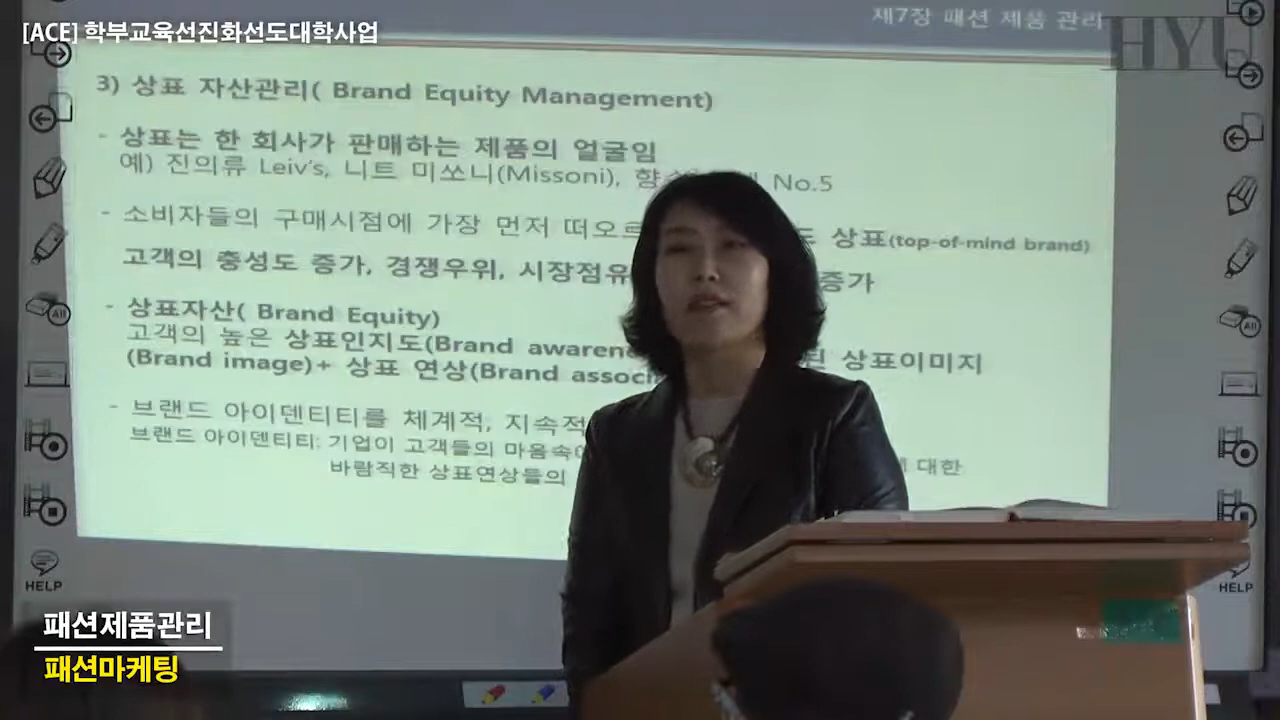 [ACE] 학부교육선진화선도대학사업
제7장 패션 제품 관리
HYU
3) 상표 자산관리( Brand Equity Management)
- 상표는 한 회사가 판매하는 제품의 얼굴임
예) 진의류 Leiv's, 니트 미쏘니(Missoni), 향 No.5
- 소비자들의 구매시점에 가장 먼저 떠오르 상표(top-of-mind brand)
고객의 충성도 증가, 경쟁우위, 시장점유 증가
- 상표자산( Brand Equity)
고객의 높은 상표인지도(Brand awaren 된 상표이미지
(Brand image)+ 상표 연상(Brand associ
- 브랜드 아이덴티티를 체계적, 지속적
브랜드 아이덴티티: 기업이 고객들의 마음속에
바람직한 상표연상들의 대한
All
All
HELP
HELP
패션제품관리
패션마케팅